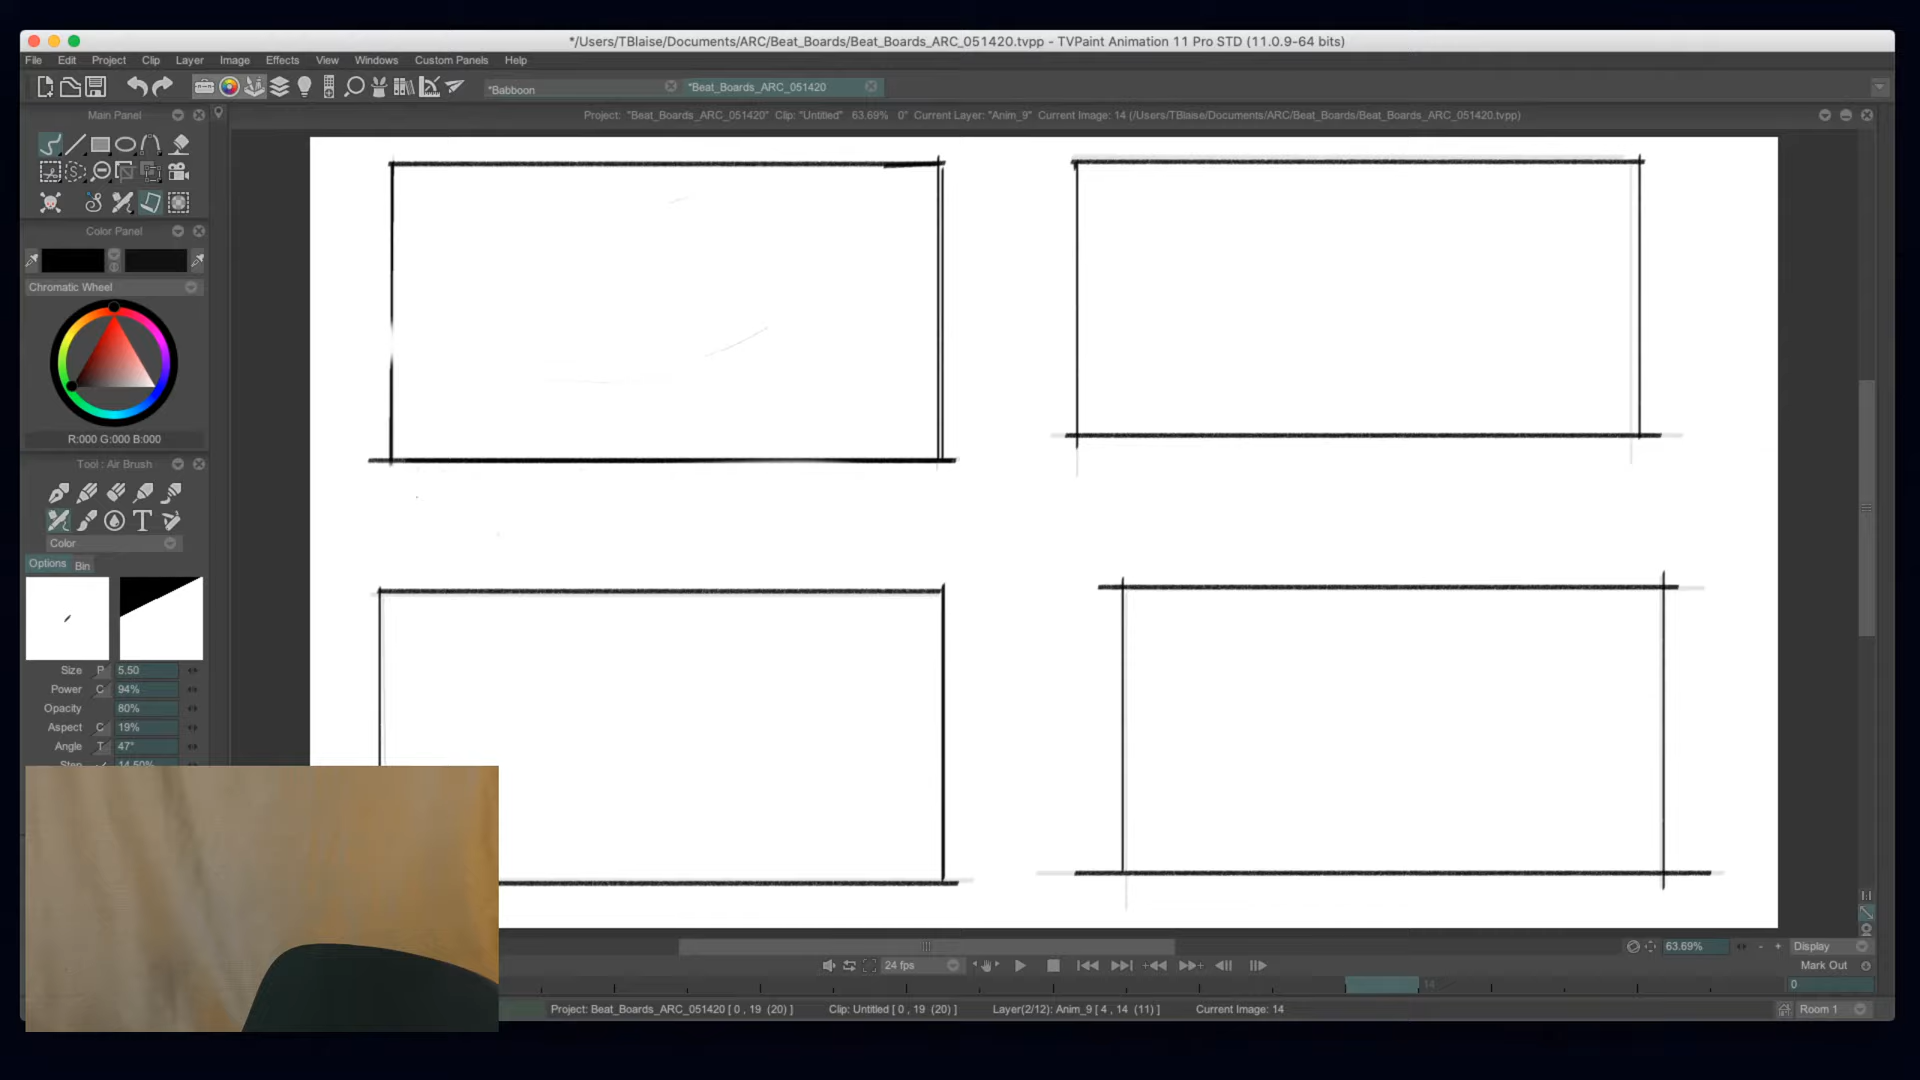 */Users/TBlaise/Documents/ARC/Beat_Boards/Beat_Boards_ARC_051420.tvpp - TVPaint Animation 11 Pro STD (11.0.9-64 bits)
File Edit Project Clip Layer Image Effects View Windows Custom Panels Help
*Babboon *Beat_Boards_ARC_051420
Main Panel
Project: "Beat_Boards_ARC_051420" Clip: "Untitled" 63.69% 0° Current Layer: "Anim_9" Current Image: 14 (/Users/TBlaise/Documents/ARC/Beat_Boards/Beat_Boards_ARC_051420.tvpp)
Color Panel
Chromatic Wheel
R:000 G:000 B:000
Tool : Air Brush
Color
Options Bin
Size P 5.50
Power C 94%
Opacity 80%
Aspect C 19%
Angle T 47°
Step 14.50%
63.69% - + Display
24 fps
Mark Out
14
0
Project: Beat_Boards_ARC_051420 [ 0 , 19 (20) ] Clip: Untitled [ 0 , 19 (20) ] Layer(2/12): Anim_9 [ 4 , 14 (11) ] Current Image: 14
Room 1